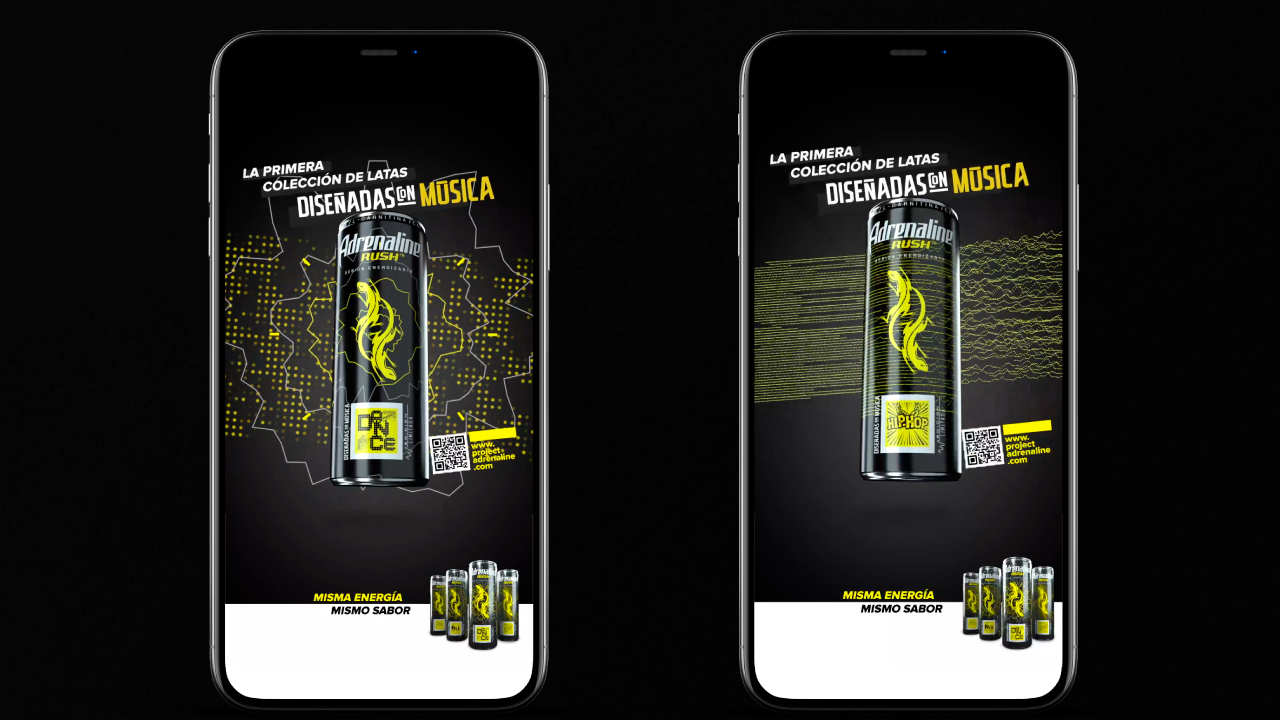 LA PRIMERA
COLECCIÓN DE LATAS
DISEÑADAS CON MÚSICA
L-CARNITINA
Adrenaline
RUSH
BEBIDA ENERGIZANTE
DISEÑADAS CON MÚSICA
DANCE
www.
project-
adrenaline
.com
MISMA ENERGÍA
MISMO SABOR
LA PRIMERA
COLECCIÓN DE LATAS
DISEÑADAS CON MÚSICA
L-CARNITINA
Adrenaline
RUSH
BEBIDA ENERGIZANTE
DISEÑADAS CON MÚSICA
HIP-HOP
www.
project
adrenaline
.com
MISMA ENERGÍA
MISMO SABOR